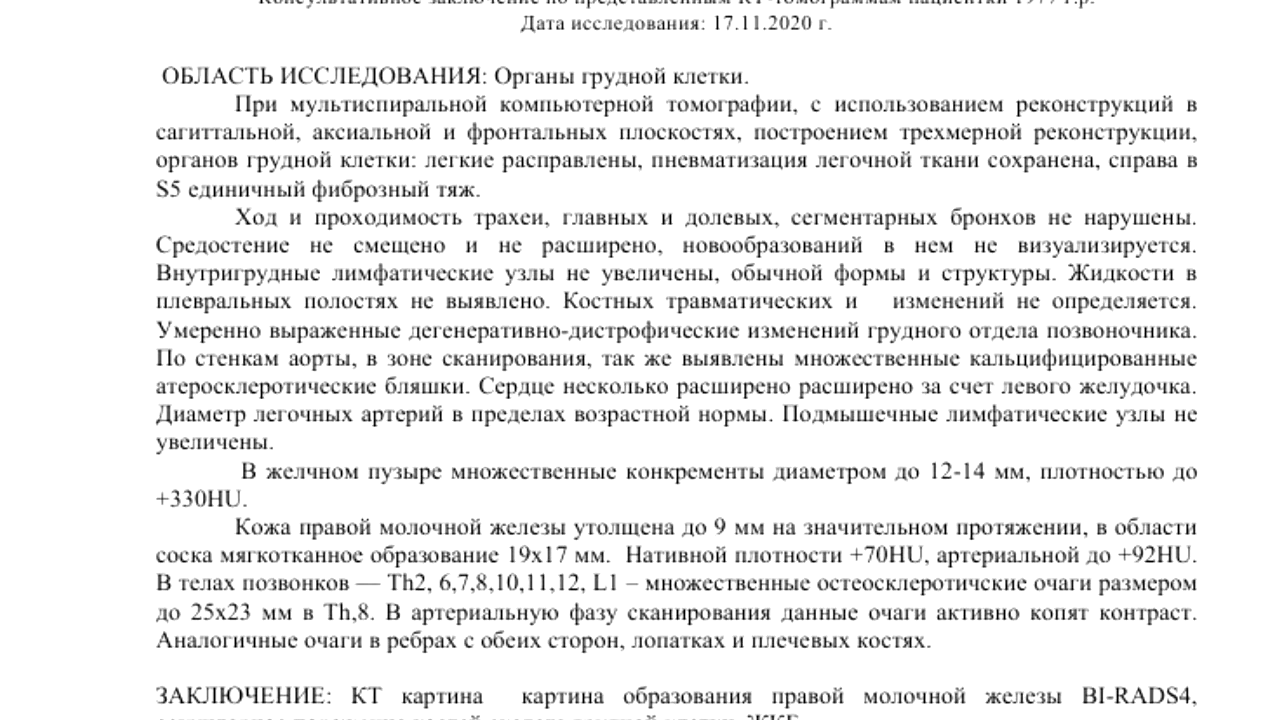 Консультативное заключение по представленным КТ-томограммам пациентки 1977 г.р.
Дата исследования: 17.11.2020 г.
ОБЛАСТЬ ИССЛЕДОВАНИЯ: Органы грудной клетки.
При мультиспиральной компьютерной томографии, с использованием реконструкций в
сагиттальной, аксиальной и фронтальных плоскостях, построением трехмерной реконструкции,
органов грудной клетки: легкие расправлены, пневматизация легочной ткани сохранена, справа в
S5 единичный фиброзный тяж.
Ход и проходимость трахеи, главных и долевых, сегментарных бронхов не нарушены.
Средостение не смещено и не расширено, новообразований в нем не визуализируется.
Внутригрудные лимфатические узлы не увеличены, обычной формы и структуры. Жидкости в
плевральных полостях не выявлено. Костных травматических и изменений не определяется.
Умеренно выраженные дегенеративно-дистрофические изменений грудного отдела позвоночника.
По стенкам аорты, в зоне сканирования, так же выявлены множественные кальцифицированные
атеросклеротические бляшки. Сердце несколько расширено расширено за счет левого желудочка.
Диаметр легочных артерий в пределах возрастной нормы. Подмышечные лимфатические узлы не
увеличены.
В желчном пузыре множественные конкременты диаметром до 12-14 мм, плотностью до
+330HU.
Кожа правой молочной железы утолщена до 9 мм на значительном протяжении, в области
соска мягкотканное образование 19х17 мм. Нативной плотности +70HU, артериальной до +92HU.
В телах позвонков — Th2, 6,7,8,10,11,12, L1 – множественные остеосклеротичские очаги размером
до 25х23 мм в Th,8. В артериальную фазу сканирования данные очаги активно копят контраст.
Аналогичные очаги в ребрах с обеих сторон, лопатках и плечевых костях.
ЗАКЛЮЧЕНИЕ: КТ картина картина образования правой молочной железы BI-RADS4,